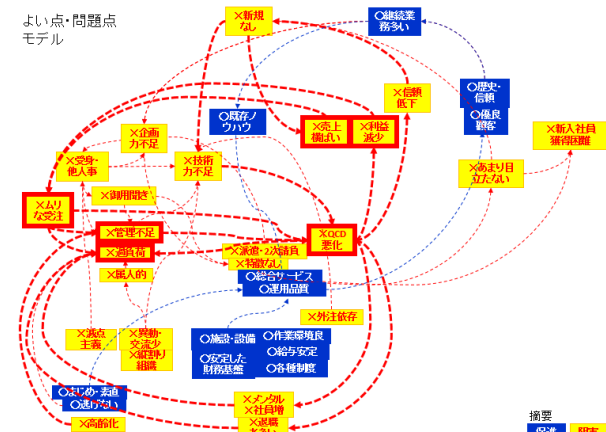 よい点・問題点
モデル
×新規
なし
○継続業
務多い
×信頼
低下
○歴史・
信頼
○優良
顧客
○既存ノ
ウハウ
×売上
横ばい
×利益
減少
×新入社員
獲得困難
×企画
力不足
×受身・
他人事
×技術
力不足
×あまり目
立たない
×御用聞き
×ムリ
な受注
×管理不足
×過負荷
×QCD
悪化
×派遣・2次請負
×特徴なし
○総合サービス
○運用品質
×属人的
×外注依存
×減点
主義
×異動・
交流少
×縦割り
組織
○施設・設備
○作業環境良
○安定した
財務基盤
○給与安定
○各種制度
○まじめ・素直
○逃げない
×高齢化
×メンタル
×社員増
×退職
摘要